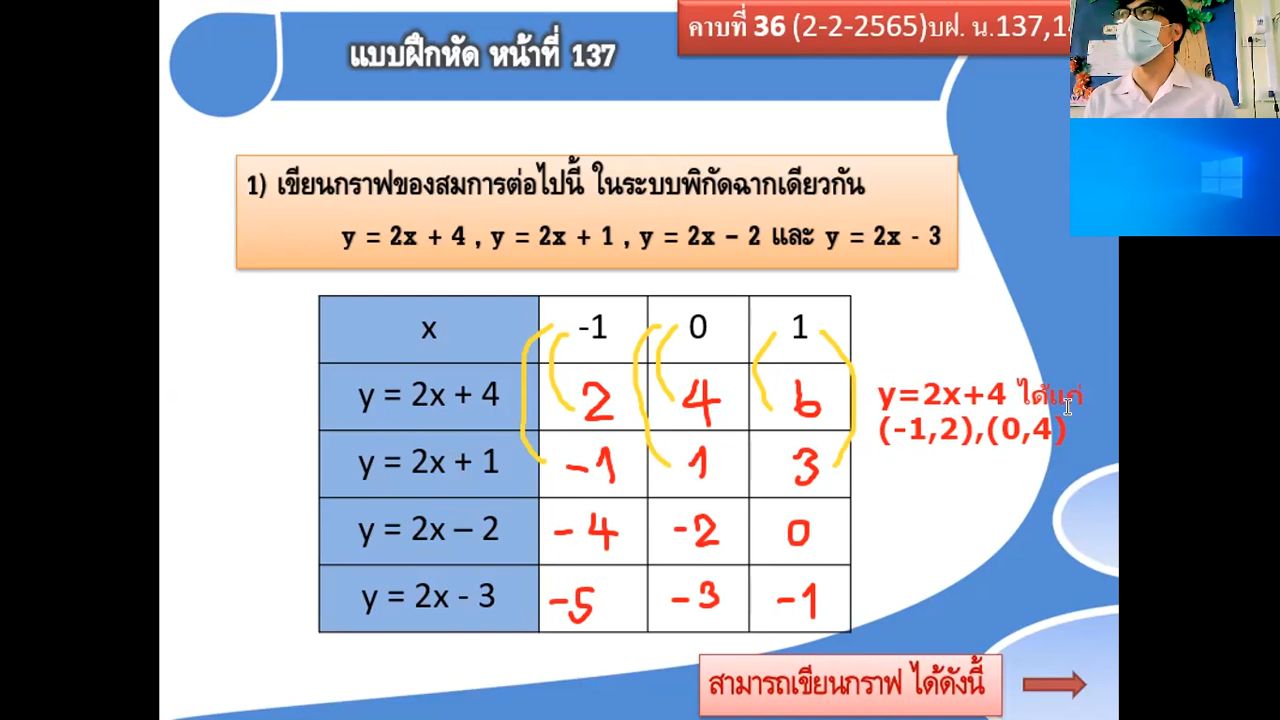 คาบที่ 36 (2-2-2565)บฝ. น.137,1
แบบฝึกหัด หน้าที่ 137
1) เขียนกราฟของสมการต่อไปนี้ ในระบบพิกัดฉากเดียวกัน
y = 2x + 4 , y = 2x + 1 , y = 2x – 2 และ y = 2x - 3
x -1 0 1
y = 2x + 4 2 4 6
y = 2x + 1 -1 1 3
y = 2x – 2 -4 -2 0
y = 2x - 3 -5 -3 -1
y=2x+4 ได้แก่
(-1,2),(0,4)
สามารถเขียนกราฟ ได้ดังนี้